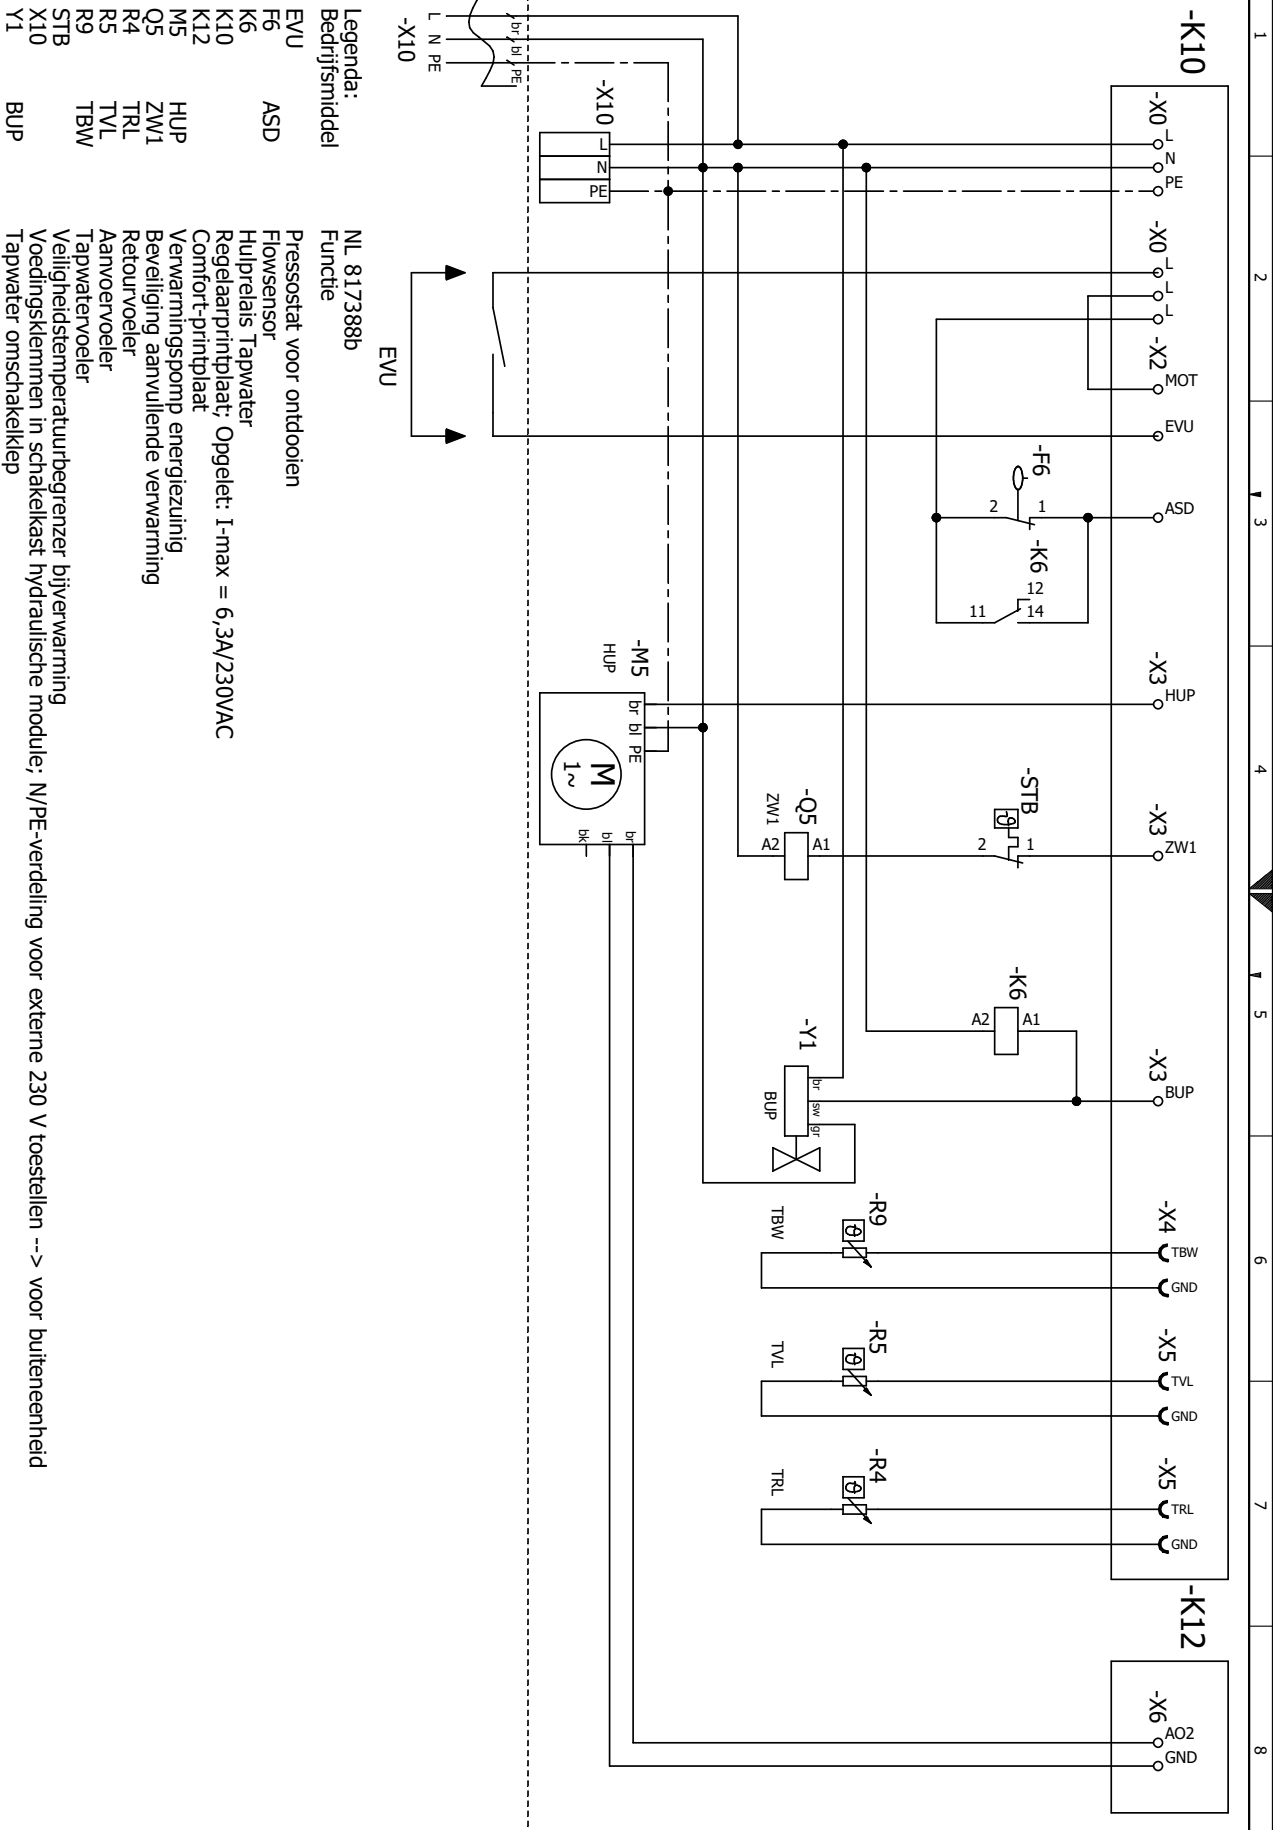 1
2
3
4
5
6
7
8
-K10
-X0
L
N
PE
-X0
L
L
L
-X2
MOT
EVU
ASD
-X3
HUP
-X3
ZW1
-X3
BUP
-X4
TBW
GND
-X5
TVL
GND
-X5
TRL
GND
-K12
-X6
AO2
GND
-F6
2
1
-K6
12
11
14
-STB
2
1
-K6
A2
A1
-Q5
ZW1
A2
A1
-Y1
BUP
br
sw
gr
-R9
TBW
-R5
TVL
-R4
TRL
-M5
HUP
br
bl
PE
M
1~
bk
bl
br
-X10
L
N
PE
br
bl
PE
L
N
PE
-X10
EVU
NL 817388b
Legenda:
Bedrijfsmiddel Functie
EVU Pressostat voor ontdooien
F6 ASD Flowsensor
K6 Hulprelais Tapwater
K10 Regelaarprintplaat; Opgelet: I-max = 6,3A/230VAC
K12 Comfort-printplaat
M5 HUP Verwarmingspomp energiezuinig
Q5 ZW1 Beveiliging aanvullende verwarming
R4 TRL Retourvoeler
R5 TVL Aanvoervoeler
R9 TBW Tapwatervoeler
STB Veiligheidstemperatuurbegrenzer bijverwarming
X10 Voedingsklemmen in schakelkast hydraulische module; N/PE-verdeling voor externe 230 V toestellen --> voor buiteneenheid
Y1 BUP Tapwater omschakelklep